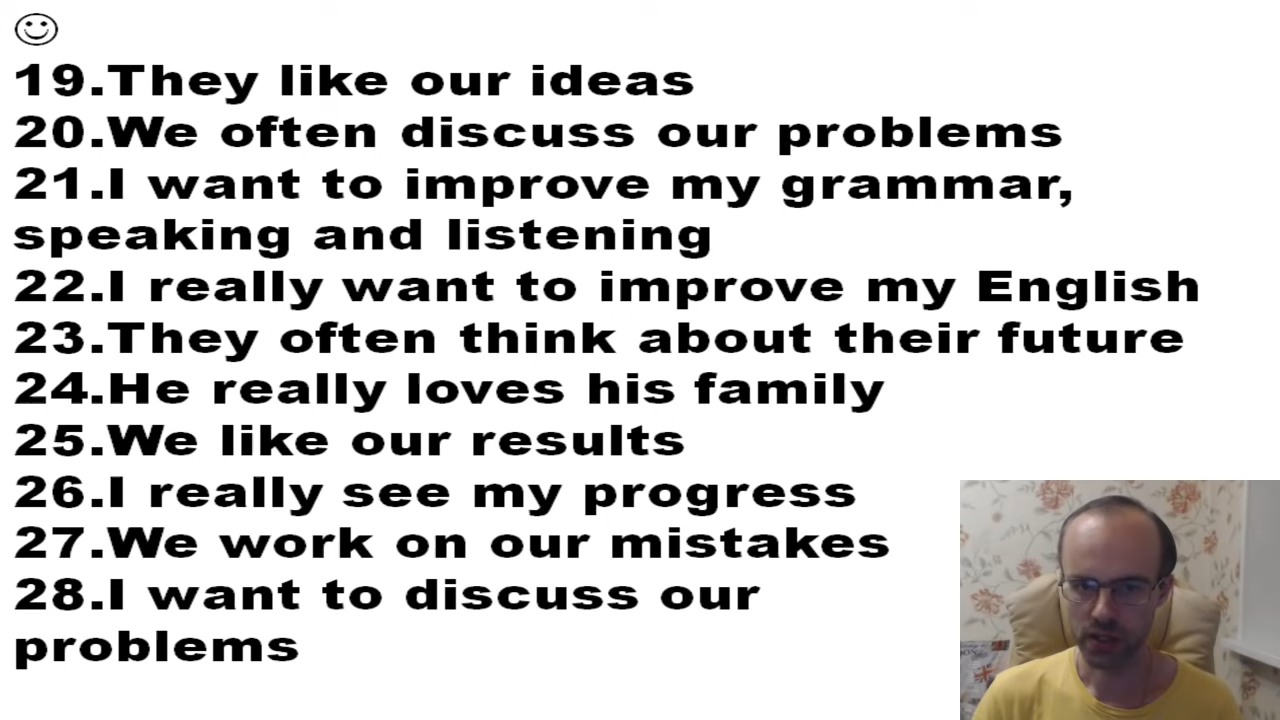 19.They like our ideas
20.We often discuss our problems
21.I want to improve my grammar,
speaking and listening
22.I really want to improve my English
23.They often think about their future
24.He really loves his family
25.We like our results
26.I really see my progress
27.We work on our mistakes
28.I want to discuss our
problems